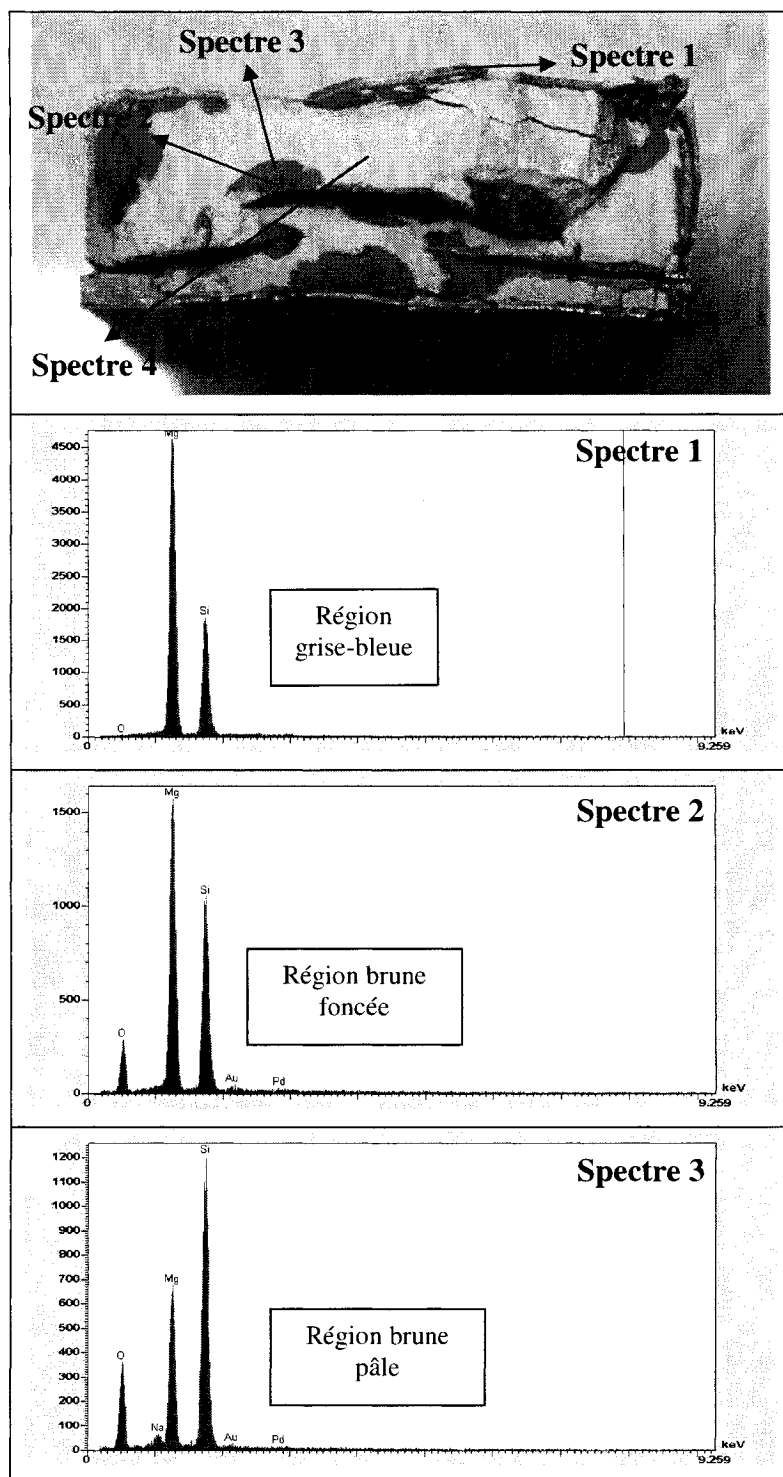 Spectre 3
Spectre 1
Spectre 2
Spectre 4
Spectre 1
Mg
4500
4000
3500
3000
2500
2000
1500
1000
500
0
Si
O
Région
grise-bleue
0
keV
9.259
Spectre 2
Mg
1500
1000
500
0
Si
O
Au
Pd
Région brune
foncée
0
keV
9.259
Spectre 3
Si
1200
1100
1000
900
800
700
600
500
400
300
200
100
0
Mg
O
Na
Au
Pd
Région brune
pâle
0
keV
9.259